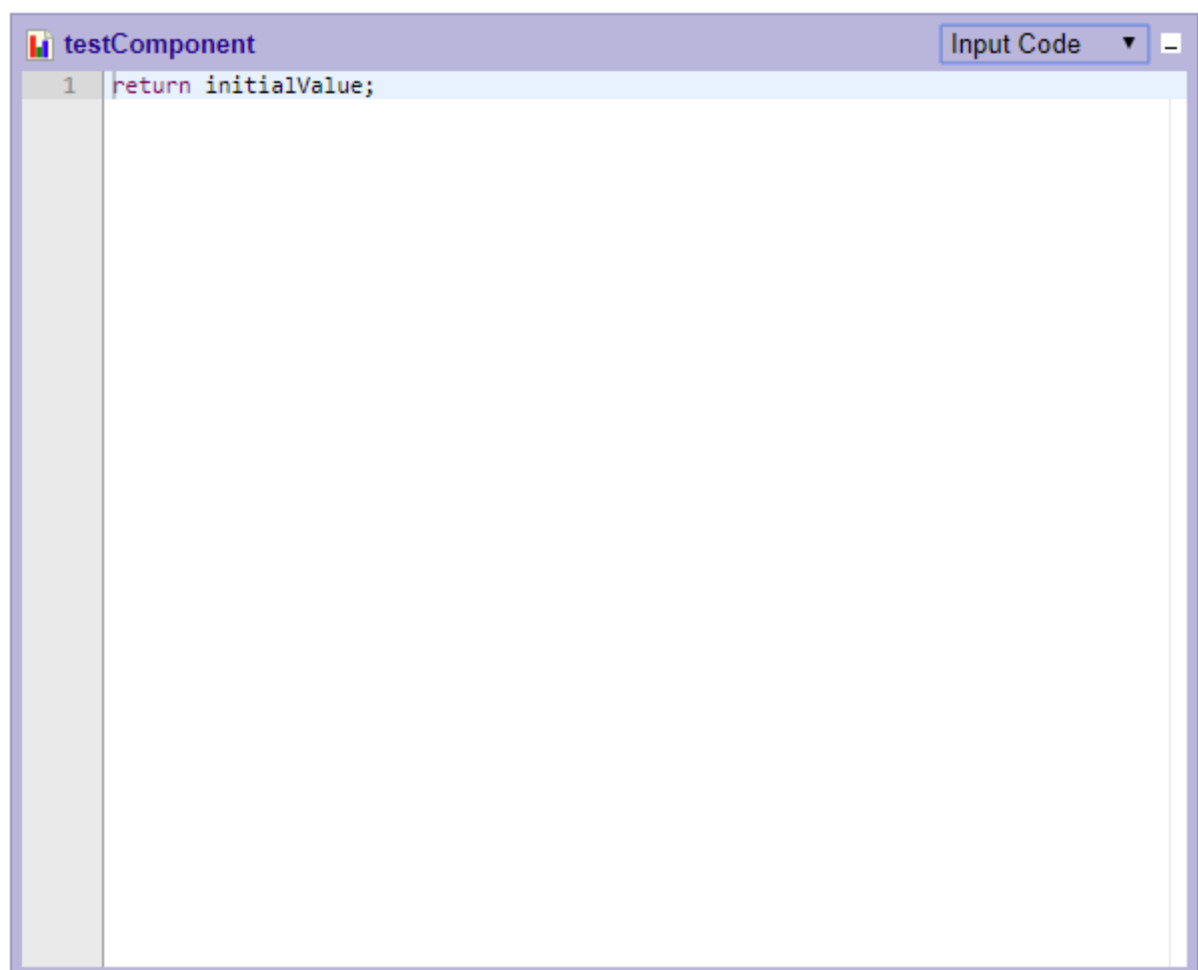 testComponent
Input Code
1 return initialValue;